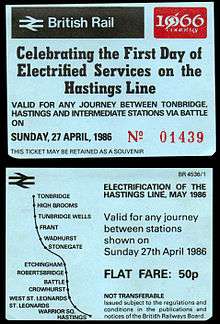 British Rail
1066
country
Celebrating the First Day of
Electrified Services on the
Hastings Line
VALID FOR ANY JOURNEY BETWEEN TONBRIDGE,
HASTINGS AND INTERMEDIATE STATIONS VIA BATTLE
ON
SUNDAY, 27 APRIL, 1986 Nº 01439
THIS TICKET MAY BE RETAINED AS A SOUVENIR
BR 4536/1
TONBRIDGE
HIGH BROOMS
TUNBRIDGE WELLS
FRANT
WADHURST
STONEGATE
ETCHINGHAM
ROBERTSBRIDGE
BATTLE
CROWHURST
WEST ST. LEONARDS
ST. LEONARDS
WARRIOR SQ.
HASTINGS
ELECTRIFICATION OF THE
HASTINGS LINE, MAY 1986
Valid for any journey
between stations
shown on
Sunday 27th April 1986
FLAT FARE: 50p
NOT TRANSFERABLE
Issued subject to the regulations and
conditions in the publications and notices
of the British Railways Board.